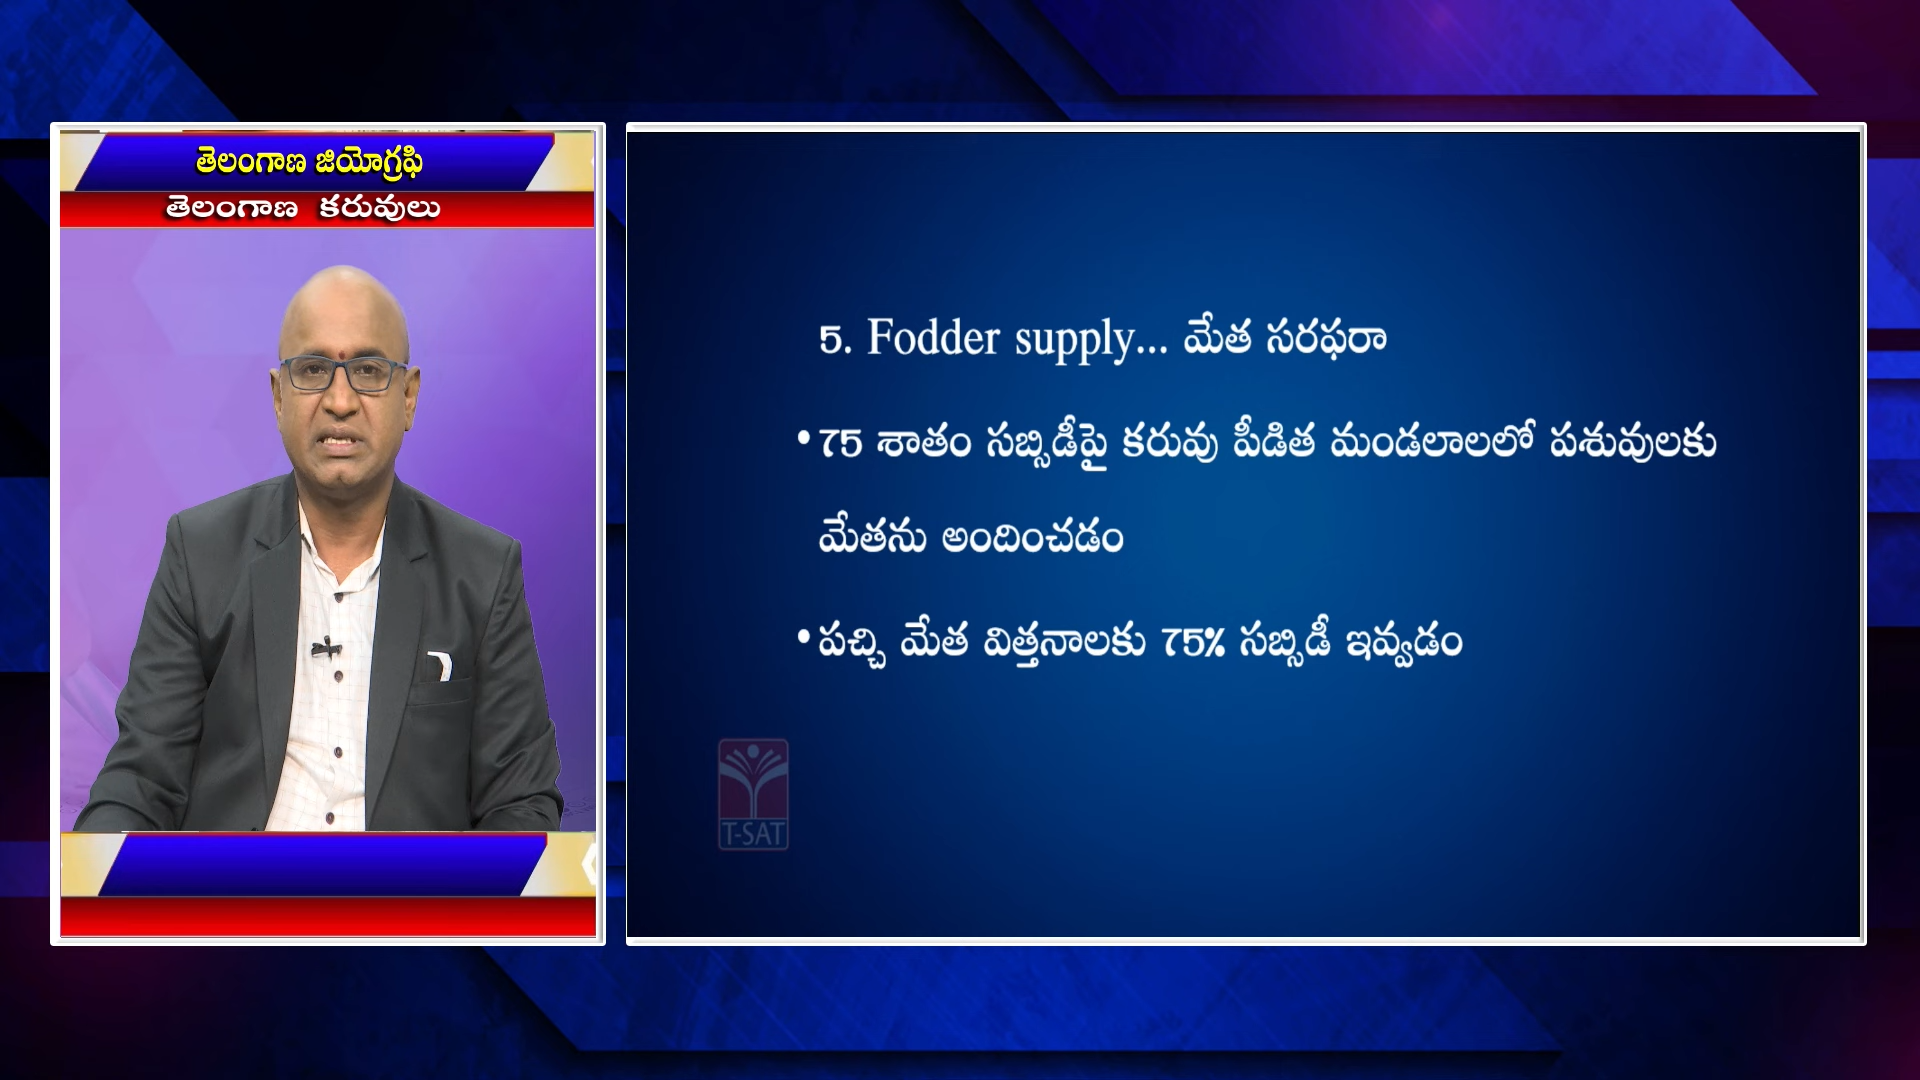 తెలంగాణ జియోగ్రఫి
తెలంగాణ కరువులు
5. Fodder supply... మేత సరఫరా
•75 శాతం సబ్సిడీపై కరువు పీడిత మండలాలలో పశువులకు
మేతను అందించడం
•పచ్చి మేత విత్తనాలకు 75% సబ్సిడీ ఇవ్వడం
T-SAT